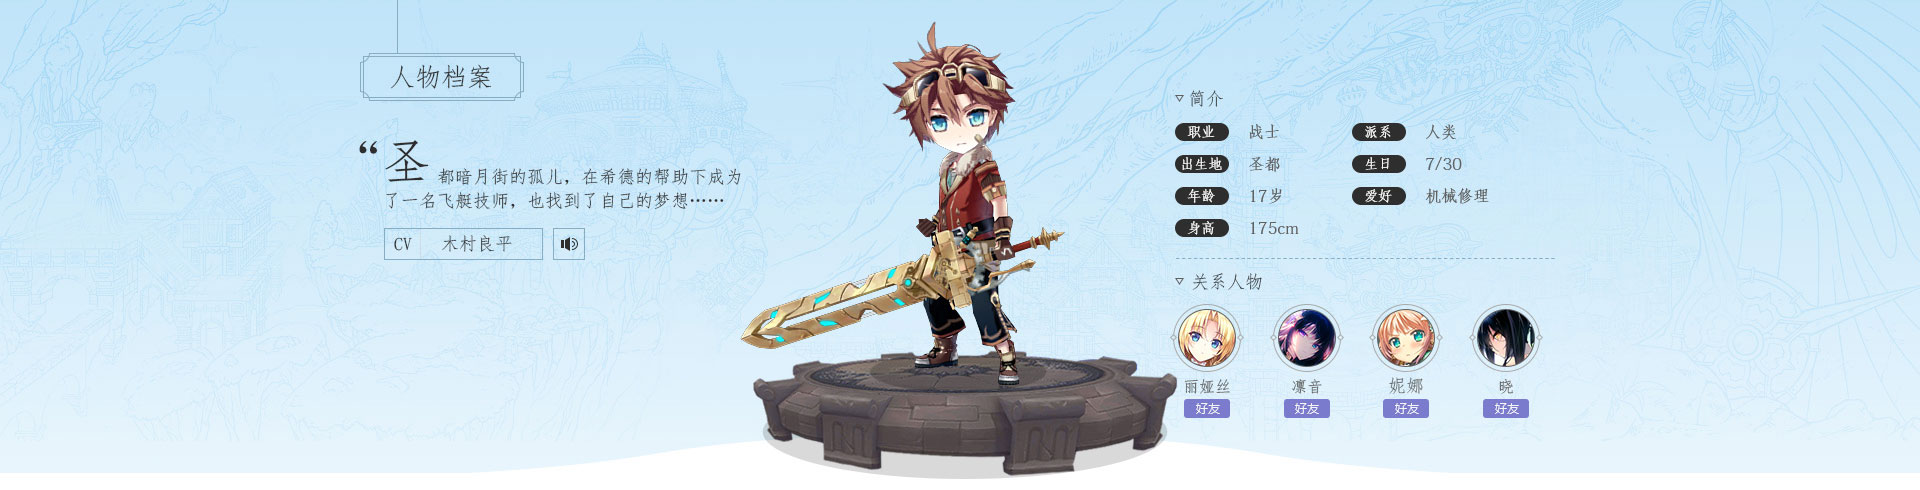 人物档案
“圣都暗月街的孤儿，在希德的帮助下成为
了一名飞艇技师，也找到了自己的梦想……
CV 木村良平
简介
职业 战士 派系 人类
出生地 圣都 生日 7/30
年龄 17岁 爱好 机械修理
身高 175cm
关系人物
丽娅丝 凛音 妮娜 晓
好友 好友 好友 好友